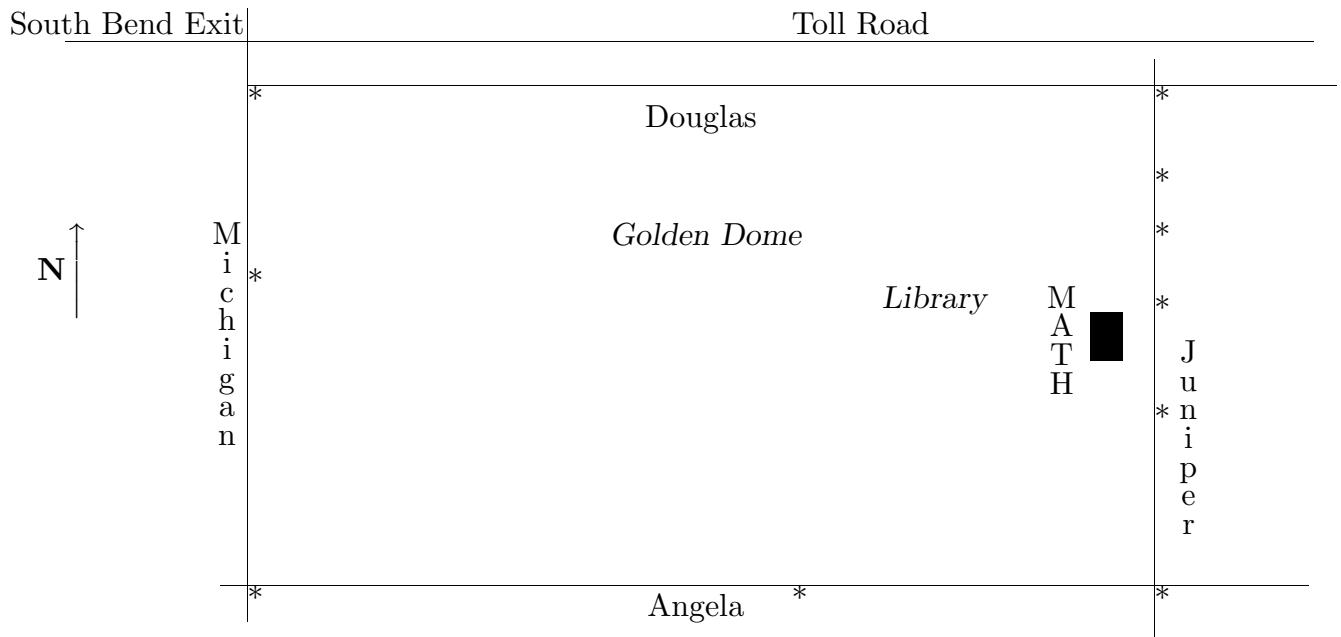 South Bend Exit
Toll Road
*
*
Douglas
*
Michigan
N
Golden Dome
*
*
Library
MATH
*
Juniper
*
*
Angela
*
*